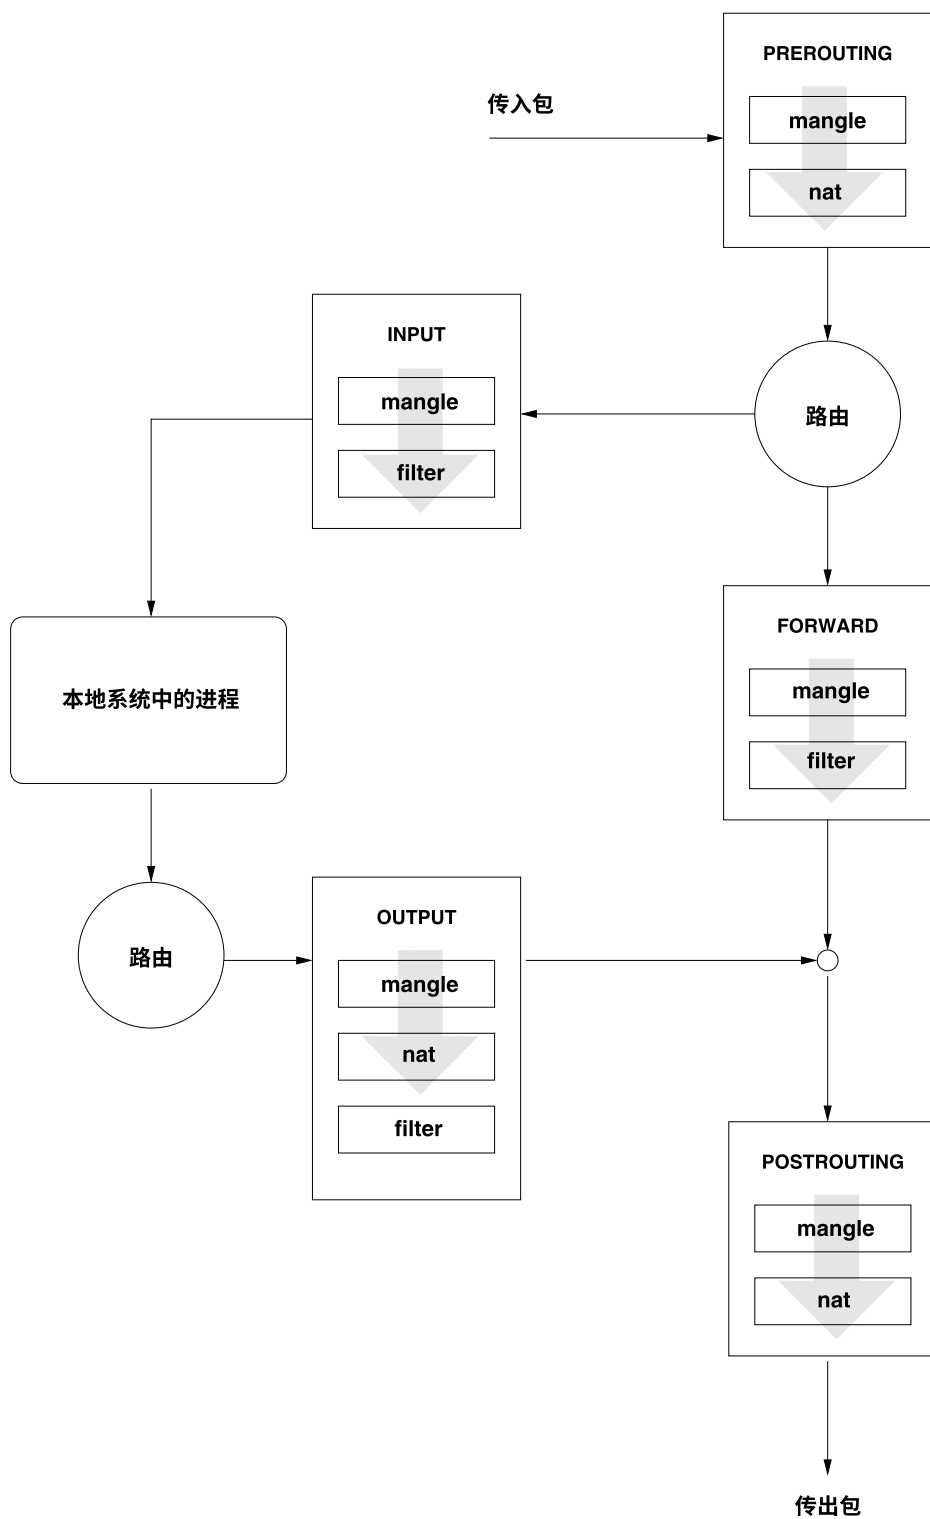 PREROUTING
传入包
mangle
nat
INPUT
mangle
filter
路由
FORWARD
mangle
filter
本地系统中的进程
路由
OUTPUT
mangle
nat
filter
POSTROUTING
mangle
nat
传出包